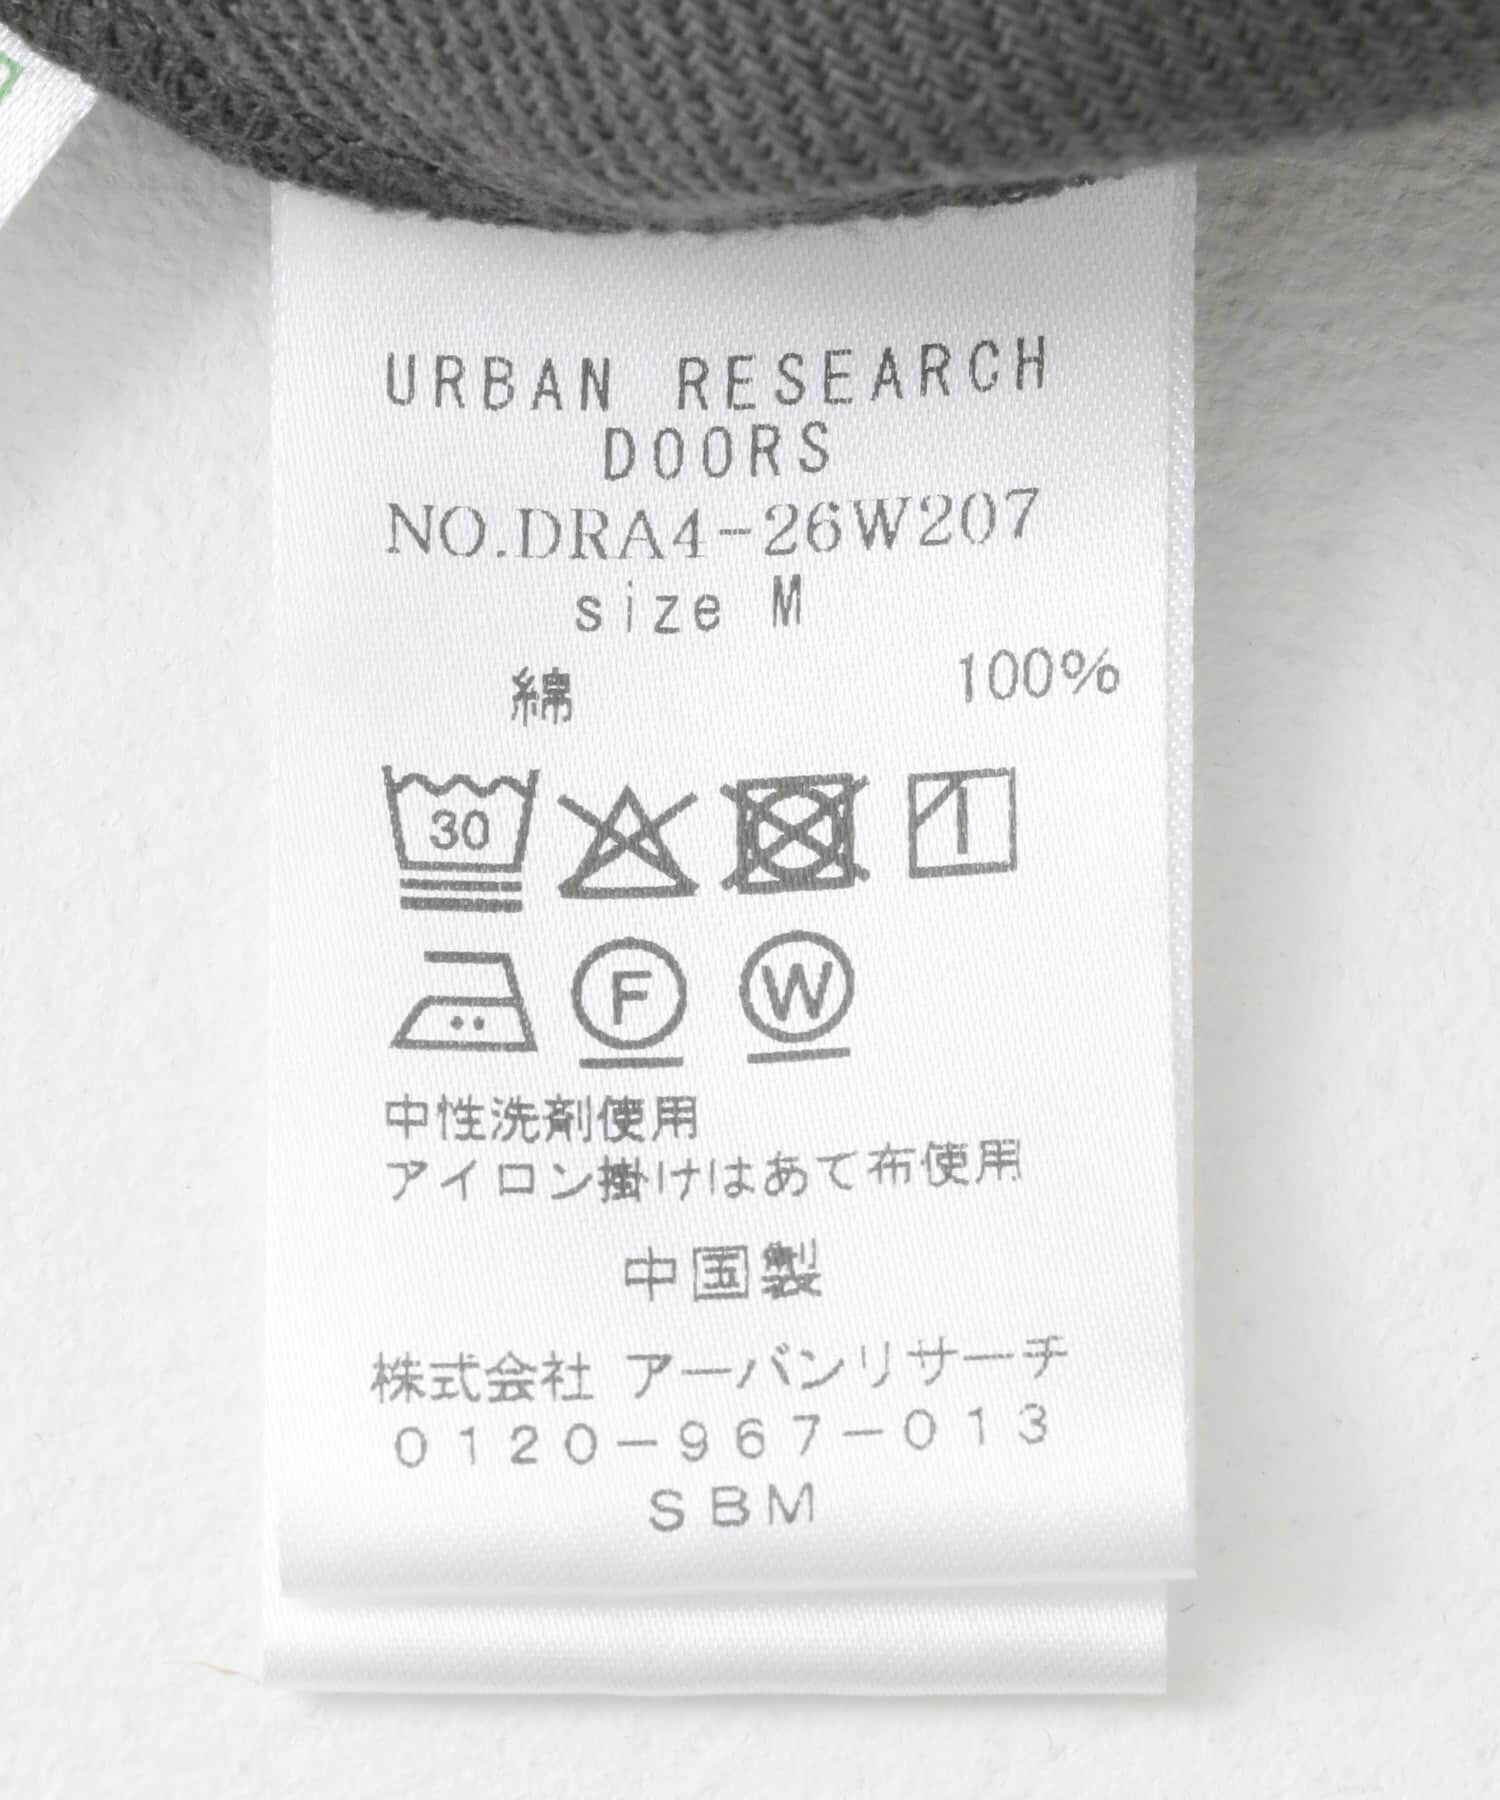 URBAN RESEARCH
DOORS
NO.DRA4-26W207
size M
綿 100%
30
F W
中性洗剤使用
アイロン掛けはあて布使用
中国製
株式会社 アーバンリサーチ
0120-967-013
SBM